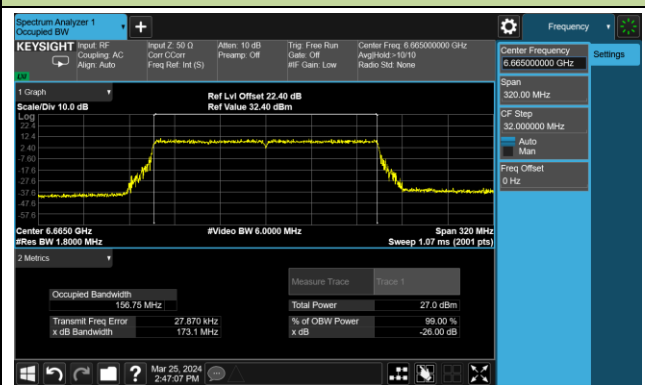 Spectrum Analyzer 1
Occupied BW
Frequency
KEYSIGHT Input: RF Input Z: 50 Ω Atten: 10 dB Trig: Free Run Center Freq: 6.665000000 GHz
Coupling: AC Corr CCorr Preamp: Off Gate: Off Avg|Hold:>10/10
Align: Auto Freq Ref: Int (S) #IF Gain: Low Radio Std: None
Center Frequency
6.665000000 GHz
Settings
Span
320.00 MHz
CF Step
32.000000 MHz
Auto
Man
Freq Offset
0 Hz
1 Graph
Scale/Div 10.0 dB
Ref Lvl Offset 22.40 dB
Ref Value 32.40 dBm
Log
22.4
12.4
2.40
-7.60
-17.6
-27.6
-37.6
-47.6
-57.6
Center 6.6650 GHz #Video BW 6.0000 MHz Span 320 MHz
#Res BW 1.8000 MHz Sweep 1.07 ms (2001 pts)
2 Metrics
Measure Trace Trace 1
Occupied Bandwidth
156.75 MHz
Total Power 27.0 dBm
Transmit Freq Error 27.870 kHz % of OBW Power 99.00 %
x dB Bandwidth 173.1 MHz x dB -26.00 dB
Mar 25, 2024
2:47:07 PM